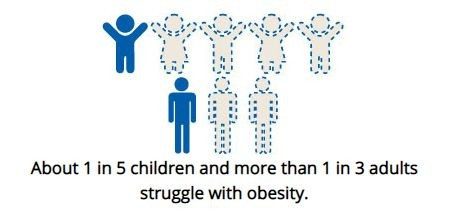 About 1 in 5 children and more than 1 in 3 adults
struggle with obesity.